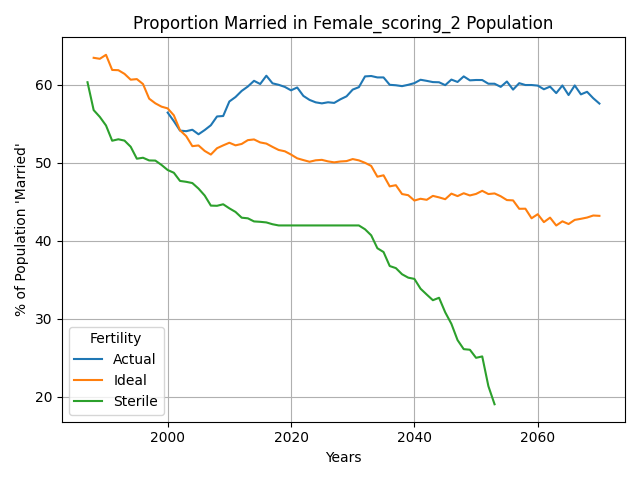 Proportion Married in Female_scoring_2 Population
% of Population 'Married'
60
50
40
30
20
Fertility
Actual
Ideal
Sterile
2000 2020 2040 2060
Years